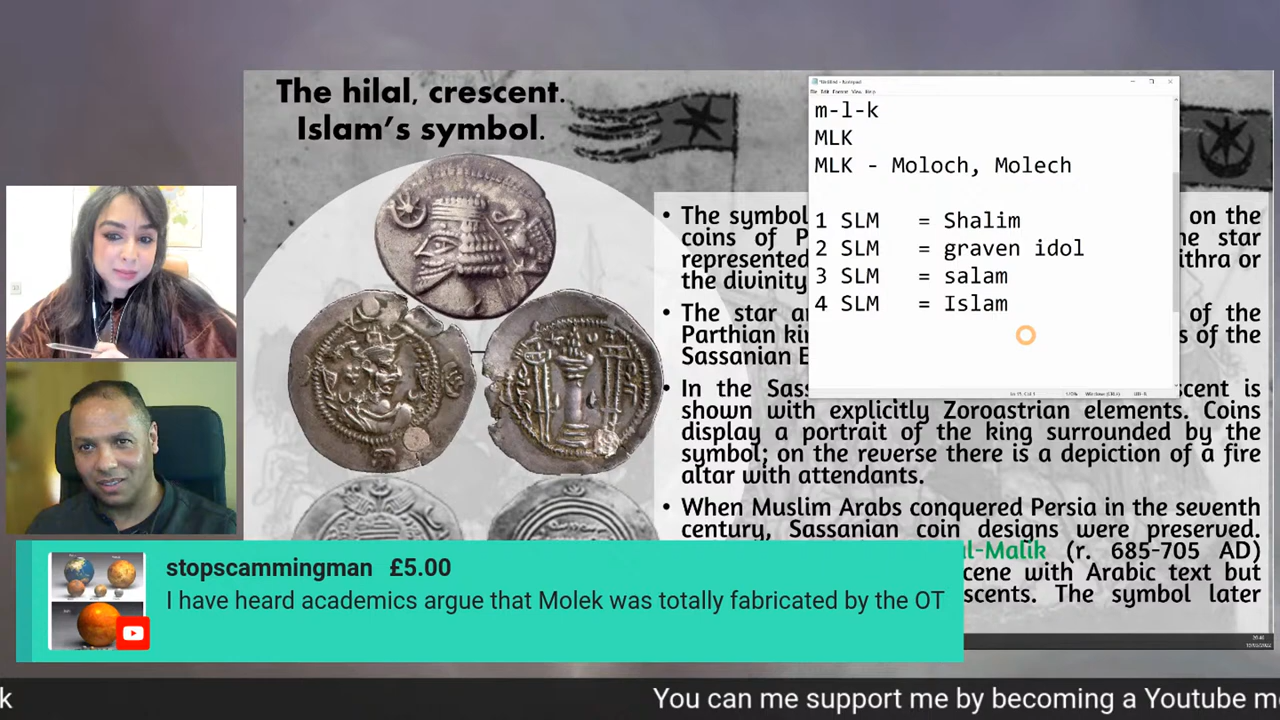 The hilal, crescent.
Islam's symbol.
m-l-k
MLK
MLK - Moloch, Molech
1 SLM = Shalim
2 SLM = graven idol
3 SLM = salam
4 SLM = Islam
• The symbol on the
coins of star
represented ithra or
the divinity
• The star of the
Parthian s of the
Sassanian
• In the scent is
shown with explicitly Zoroastrian elements. Coins
display a portrait of the king surrounded by the
symbol; on the reverse there is a depiction of a fire
altar with attendants.
• When Muslim Arabs conquered Persia in the seventh
century, Sassanian coin designs were preserved.
al-Malik (r. 685-705 AD)
cene with Arabic text but
scents. The symbol later
stopscammingman £5.00
I have heard academics argue that Molek was totally fabricated by the OT
k You can me support me by becoming a Youtube me